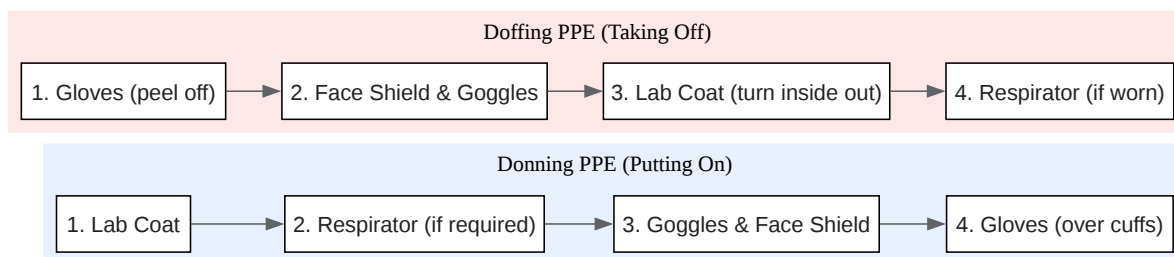 Doffing PPE (Taking Off)
1. Gloves (peel off)
2. Face Shield & Goggles
3. Lab Coat (turn inside out)
4. Respirator (if worn)
Donning PPE (Putting On)
1. Lab Coat
2. Respirator (if required)
3. Goggles & Face Shield
4. Gloves (over cuffs)